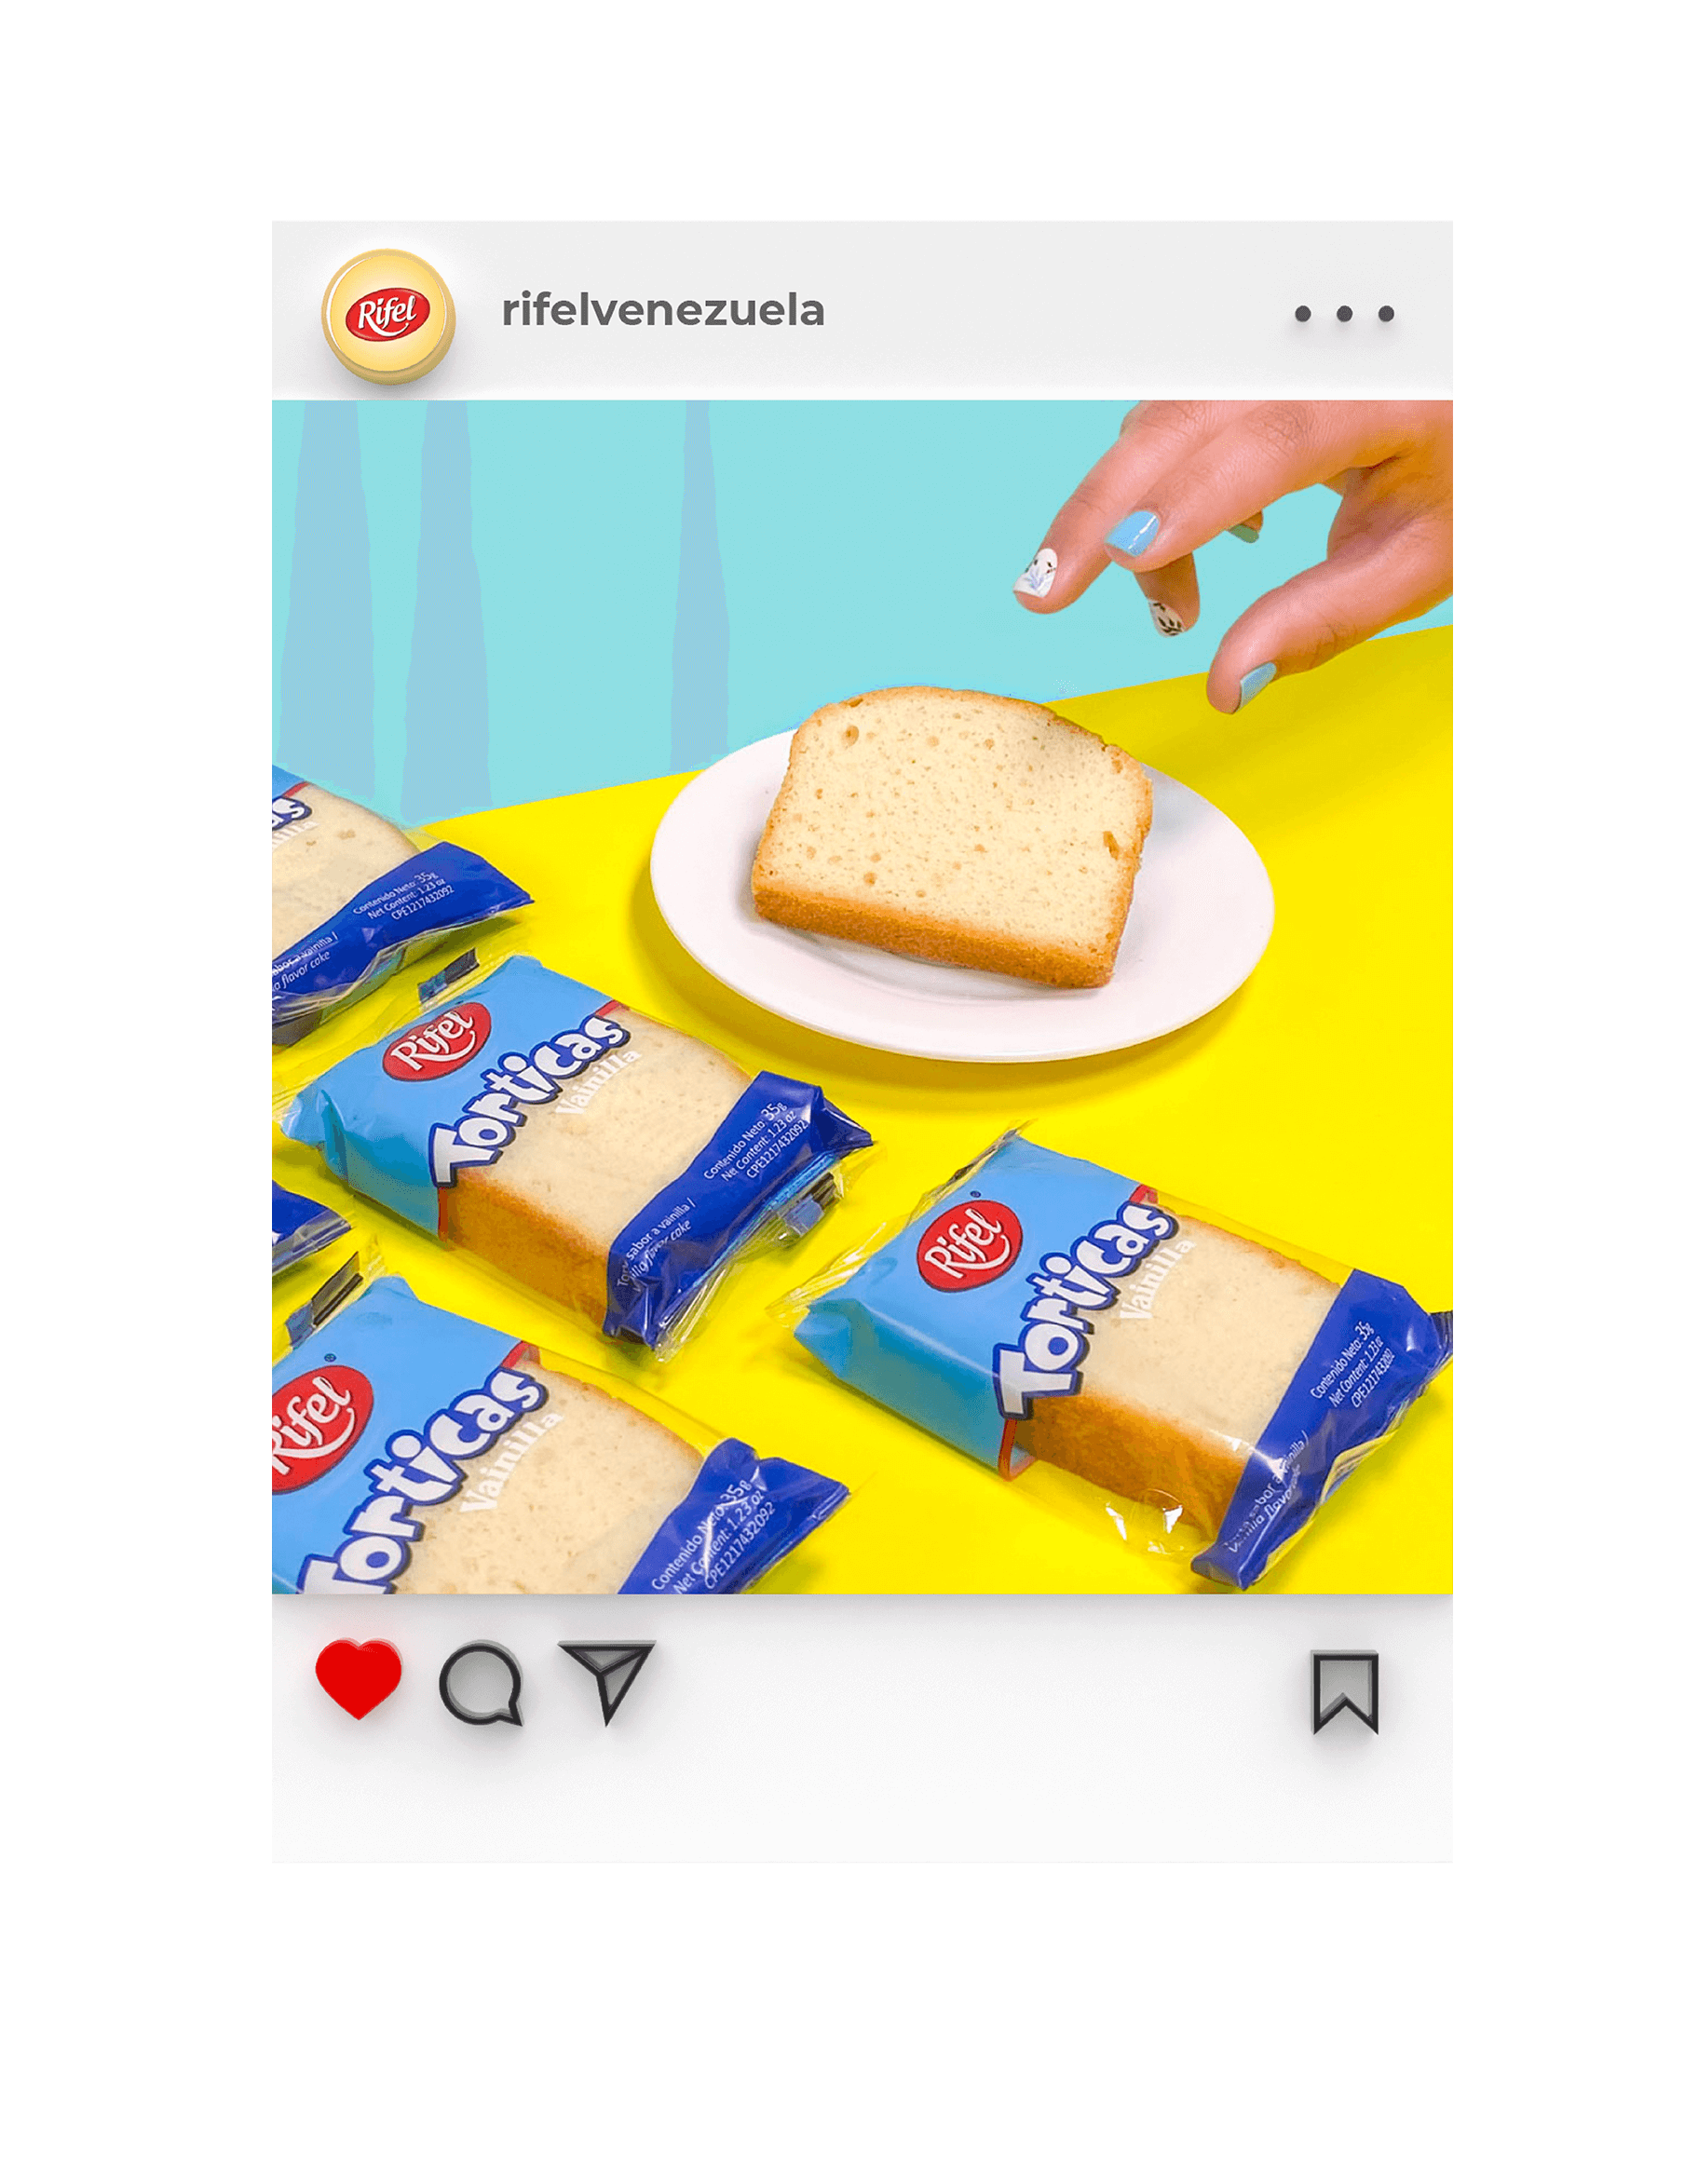 Rifel
rifelvenezuela
as
Contenido Neto: 35g
Net Content: 1.23 oz
CPE1217432092
flavor cake
Rifel
Torticas
Vainilla
Contenido Neto: 35g
Net Content: 1.23 oz
CPE1217432092
sabor a vainilla /
cake
Rifel
Torticas
Vainilla
Contenido Neto: 35g
Net Content: 1.23 oz
CPE1217432092
Rifel
Torticas
Vainilla
Contenido Neto: 35g
Net Content: 1.23 oz
CPE1217432092